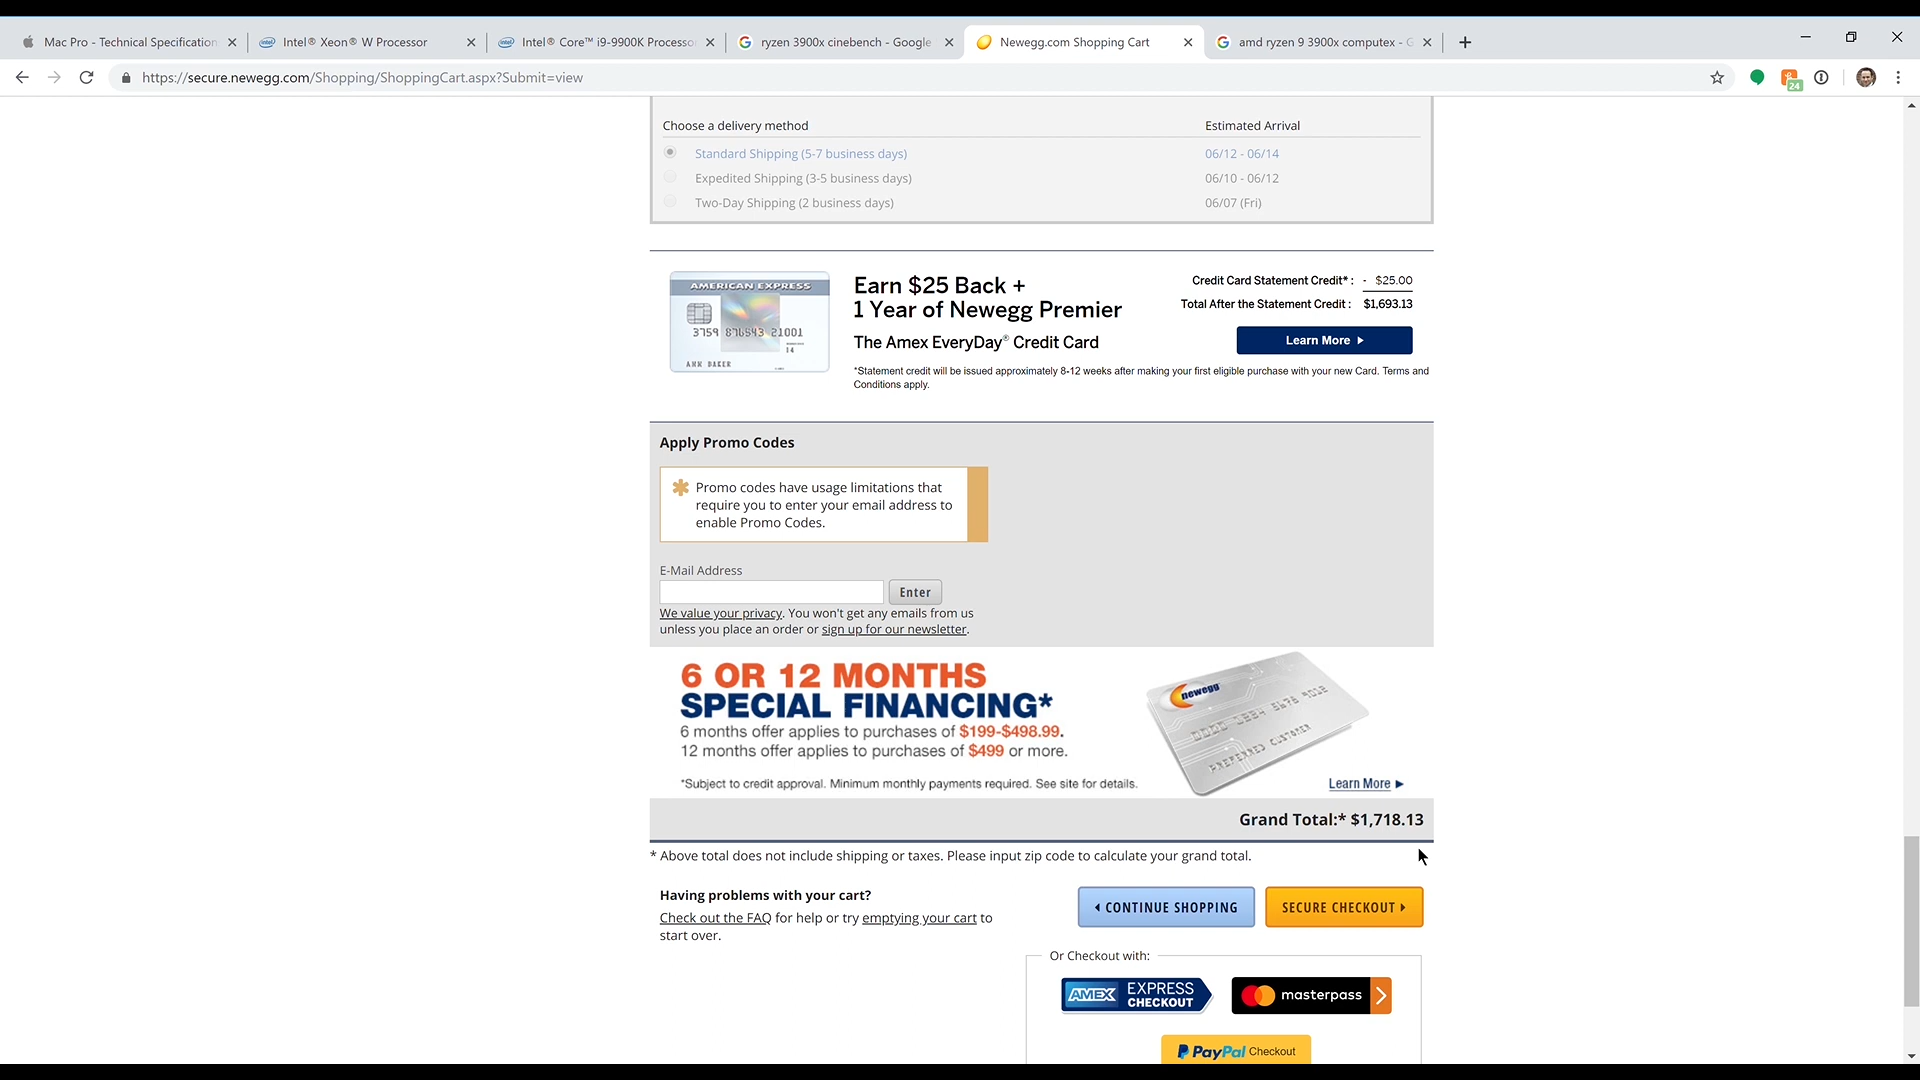 Mac Pro - Technical Specification
Intel® Xeon® W Processor
Intel® Core™ i9-9900K Processo
ryzen 3900x cinebench - Google
Newegg.com Shopping Cart
amd ryzen 9 3900x computex - G
https://secure.newegg.com/Shopping/ShoppingCart.aspx?Submit=view
24
Choose a delivery method Estimated Arrival
Standard Shipping (5-7 business days) 06/12 - 06/14
Expedited Shipping (3-5 business days) 06/10 - 06/12
Two-Day Shipping (2 business days) 06/07 (Fri)
AMERICAN EXPRESS
3759 876543 21001
14
ANN BAKER
Earn $25 Back +
1 Year of Newegg Premier
The Amex EveryDay® Credit Card
Credit Card Statement Credit* : - $25.00
Total After the Statement Credit : $1,693.13
Learn More
*Statement credit will be issued approximately 8-12 weeks after making your first eligible purchase with your new Card. Terms and
Conditions apply.
Apply Promo Codes
Promo codes have usage limitations that
require you to enter your email address to
enable Promo Codes.
E-Mail Address
Enter
We value your privacy. You won't get any emails from us
unless you place an order or sign up for our newsletter.
6 OR 12 MONTHS
SPECIAL FINANCING*
6 months offer applies to purchases of $199-$498.99.
12 months offer applies to purchases of $499 or more.
*Subject to credit approval. Minimum monthly payments required. See site for details.
newegg
PREFERRED CUSTOMER
Learn More
Grand Total:* $1,718.13
* Above total does not include shipping or taxes. Please input zip code to calculate your grand total.
Having problems with your cart?
Check out the FAQ for help or try emptying your cart to
start over.
CONTINUE SHOPPING
SECURE CHECKOUT
Or Checkout with:
AMEX EXPRESS
CHECKOUT
masterpass
PayPal Checkout